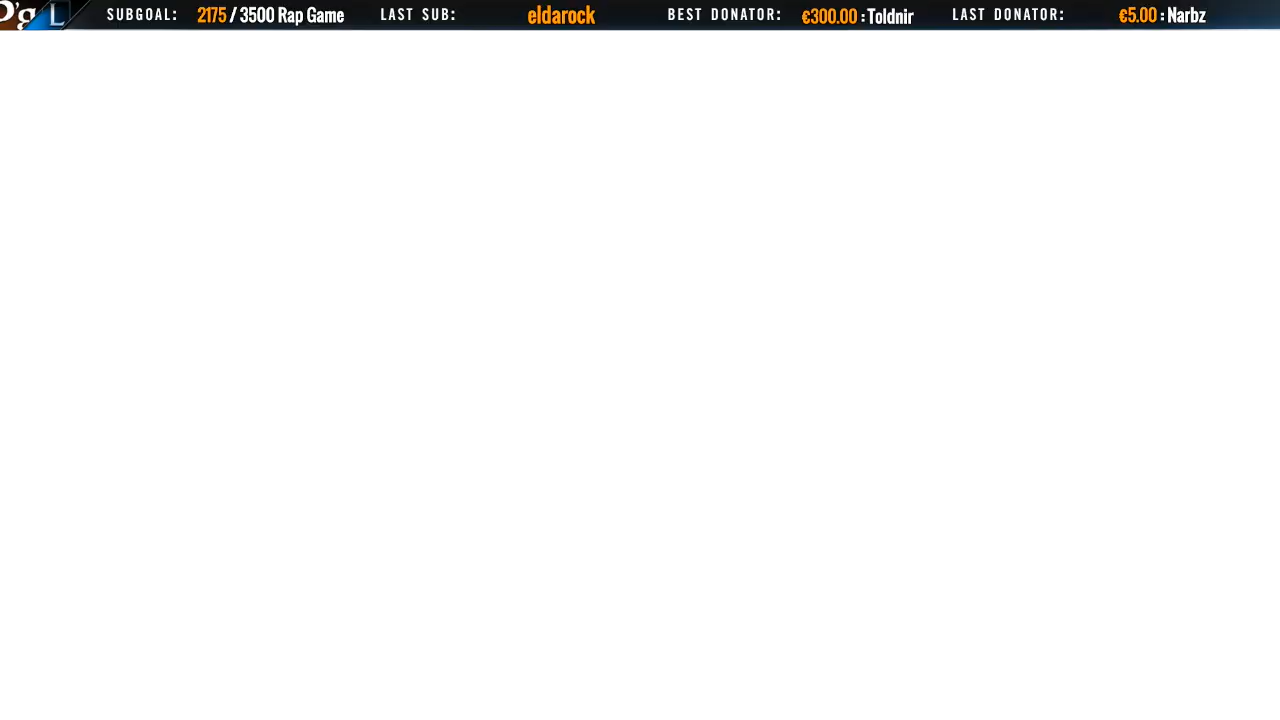 O'g L SUBGOAL: 2175 / 3500 Rap Game LAST SUB: eldarock BEST DONATOR: €300.00 : Toldnir LAST DONATOR: €5.00 : Narbz